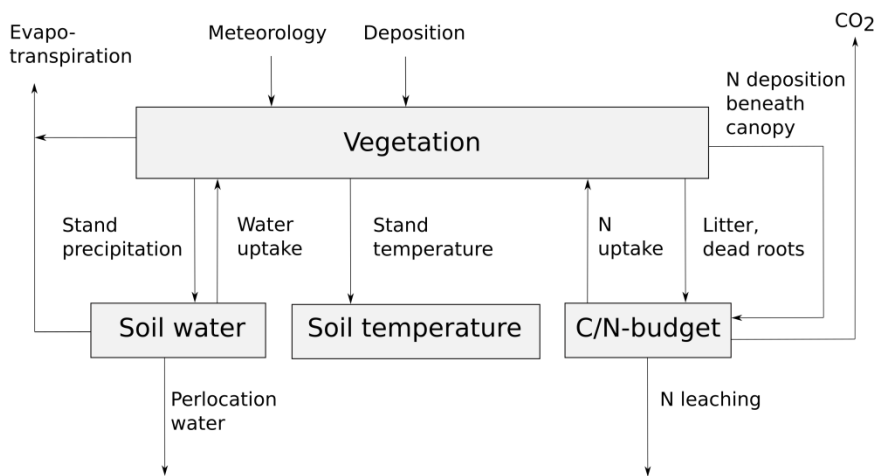 Evapo-
transpiration
Meteorology
Deposition
CO2
N deposition
beneath
canopy
Vegetation
Stand
precipitation
Water
uptake
Stand
temperature
N
uptake
Litter,
dead roots
Soil water
Soil temperature
C/N-budget
Perlocation
water
N leaching